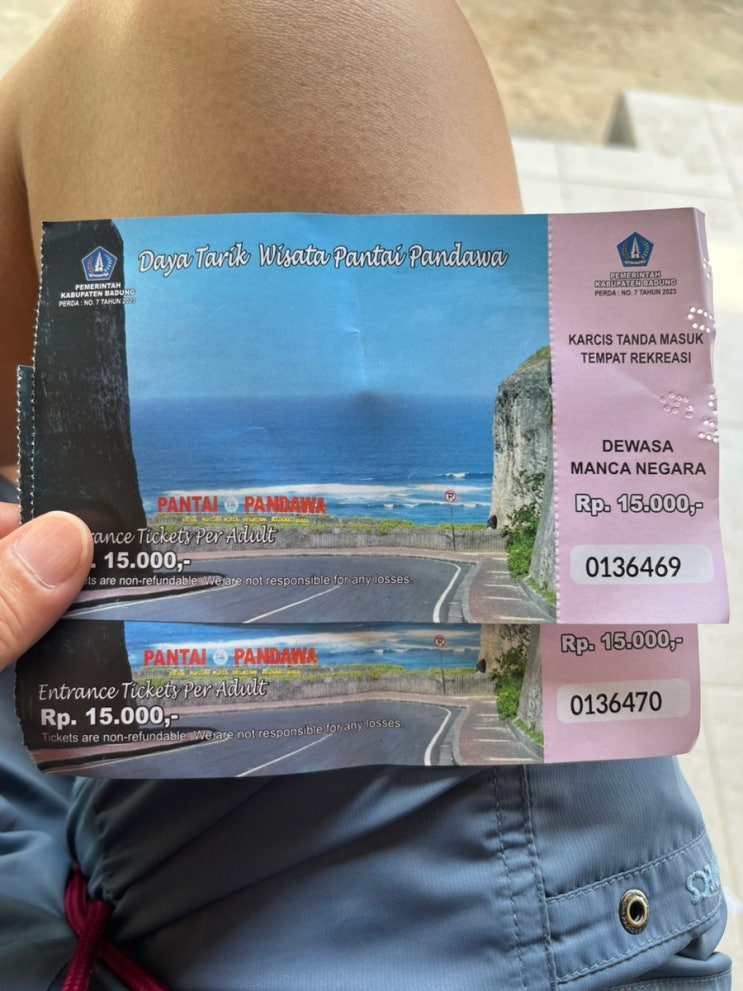 Daya Tarik Wisata Pantai Pandawa
PEMERINTAH
KABUPATEN BADUNG
PERDA : NO. 7 TAHUN 2023
PANTAI PANDAWA
Tickets Per Adult
15.000,-
are non-refundable. We are not responsible for any losses.
PEMERINTAH
KABUPATEN BADUNG
PERDA : NO. 7 TAHUN 2023
KARCIS TANDA MASUK
TEMPAT REKREASI
DEWASA
MANCA NEGARA
Rp. 15.000,-
0136469
PANTAI PANDAWA
Entrance Tickets Per Adult
Rp. 15.000,-
Tickets are non-refundable. We are not responsible for any losses.
Rp. 15.000,-
0136470